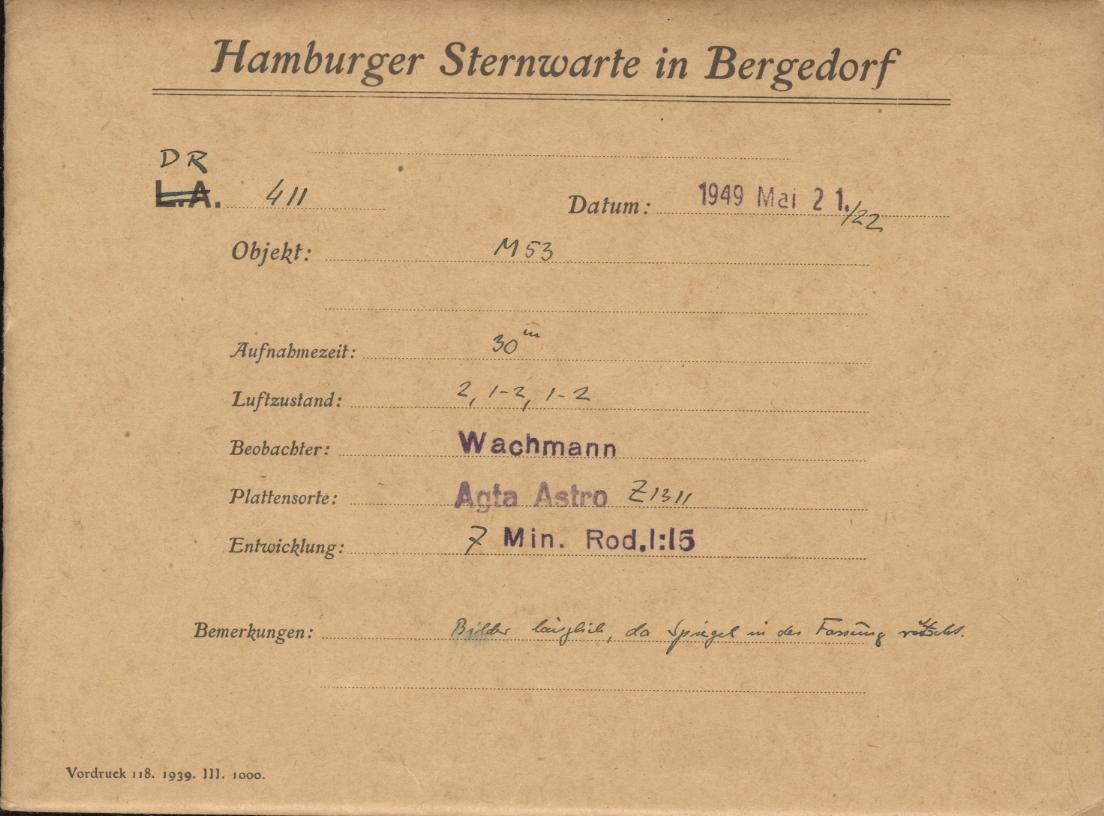 Hamburger Sternwarte in Bergedorf
DR
L.A. 411 Datum: 1949 Mai 21./22
Objekt: M 53
Aufnahmezeit: 30m
Luftzustand: 2, 1-2, 1-2
Beobachter: Wachmann
Plattensorte: Agfa Astro Z1311
Entwicklung: 7 Min. Rod.1:15
Bemerkungen: Bilder länglich, da Spiegel in der Fassung rutscht.
Vordruck 118. 1939. III. 1000.